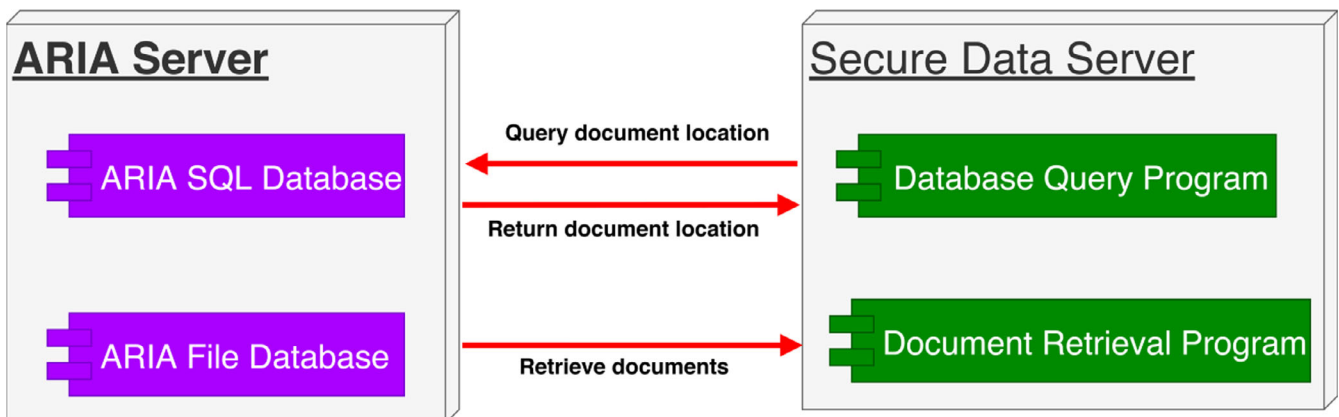 ARIA Server
Secure Data Server
Query document location
ARIA SQL Database
Database Query Program
Return document location
ARIA File Database
Document Retrieval Program
Retrieve documents